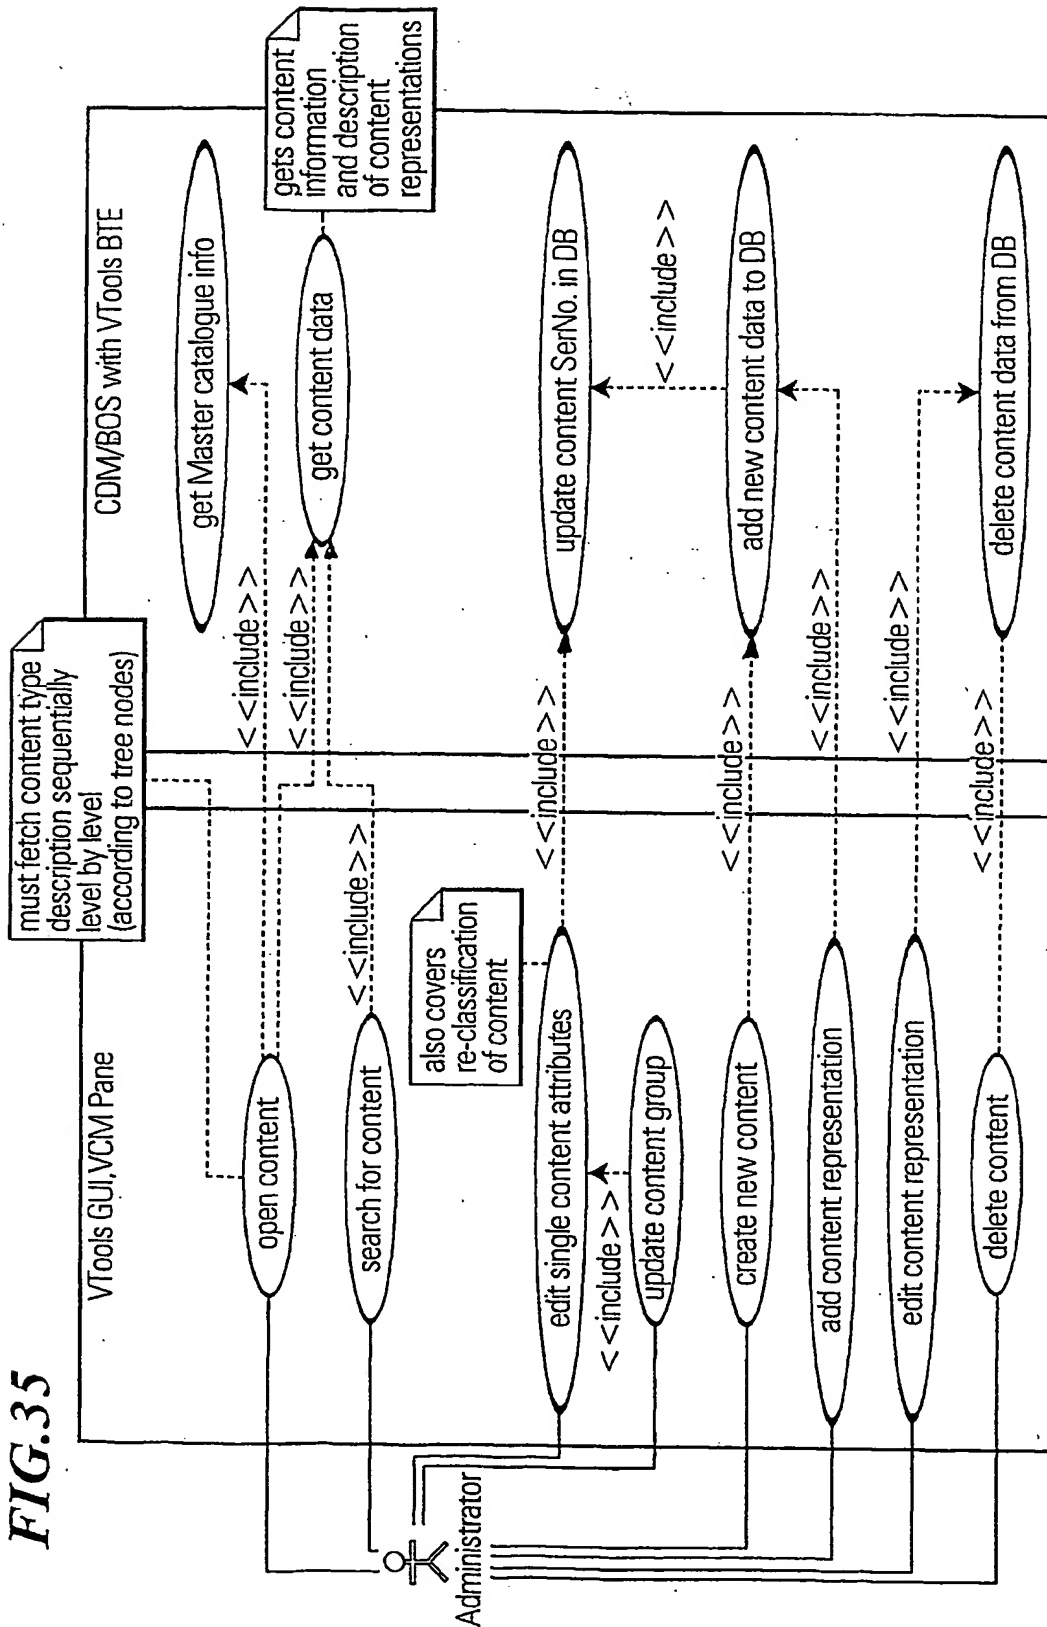 FIG.35
VTools GUI,VCM Pane
must fetch content type
description sequentially
level by level
(according to tree nodes)
CDM/BOS with VTools BTE
Administrator
open content
search for content
<<include>>
<<include>>
<<include>>
get Master catalogue info
get content data
gets content
information
and description
of content
representations
also covers
re-classification
of content
edit single content attributes
<<include>>
update content SerNo. in DB
<<include>>
update content group
<<include>>
create new content
<<include>>
add new content data to DB
add content representation
<<include>>
edit content representation
<<include>>
delete content
<<include>>
delete content data from DB